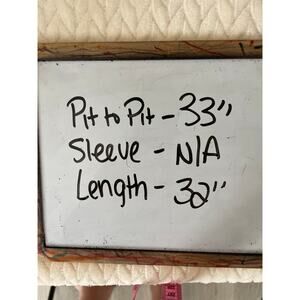 Pit to Pit - 33"
Sleeve - N/A
Length - 32"